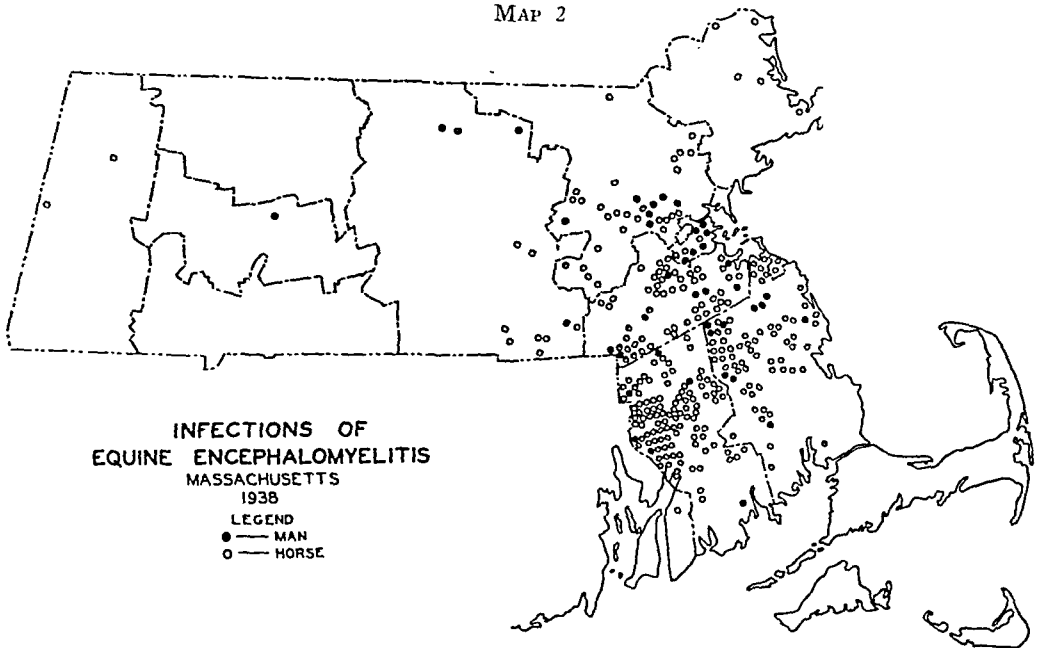 MAP 2
INFECTIONS OF
EQUINE ENCEPHALOMYELITIS
MASSACHUSETTS
1938
LEGEND
● — MAN
○ — HORSE